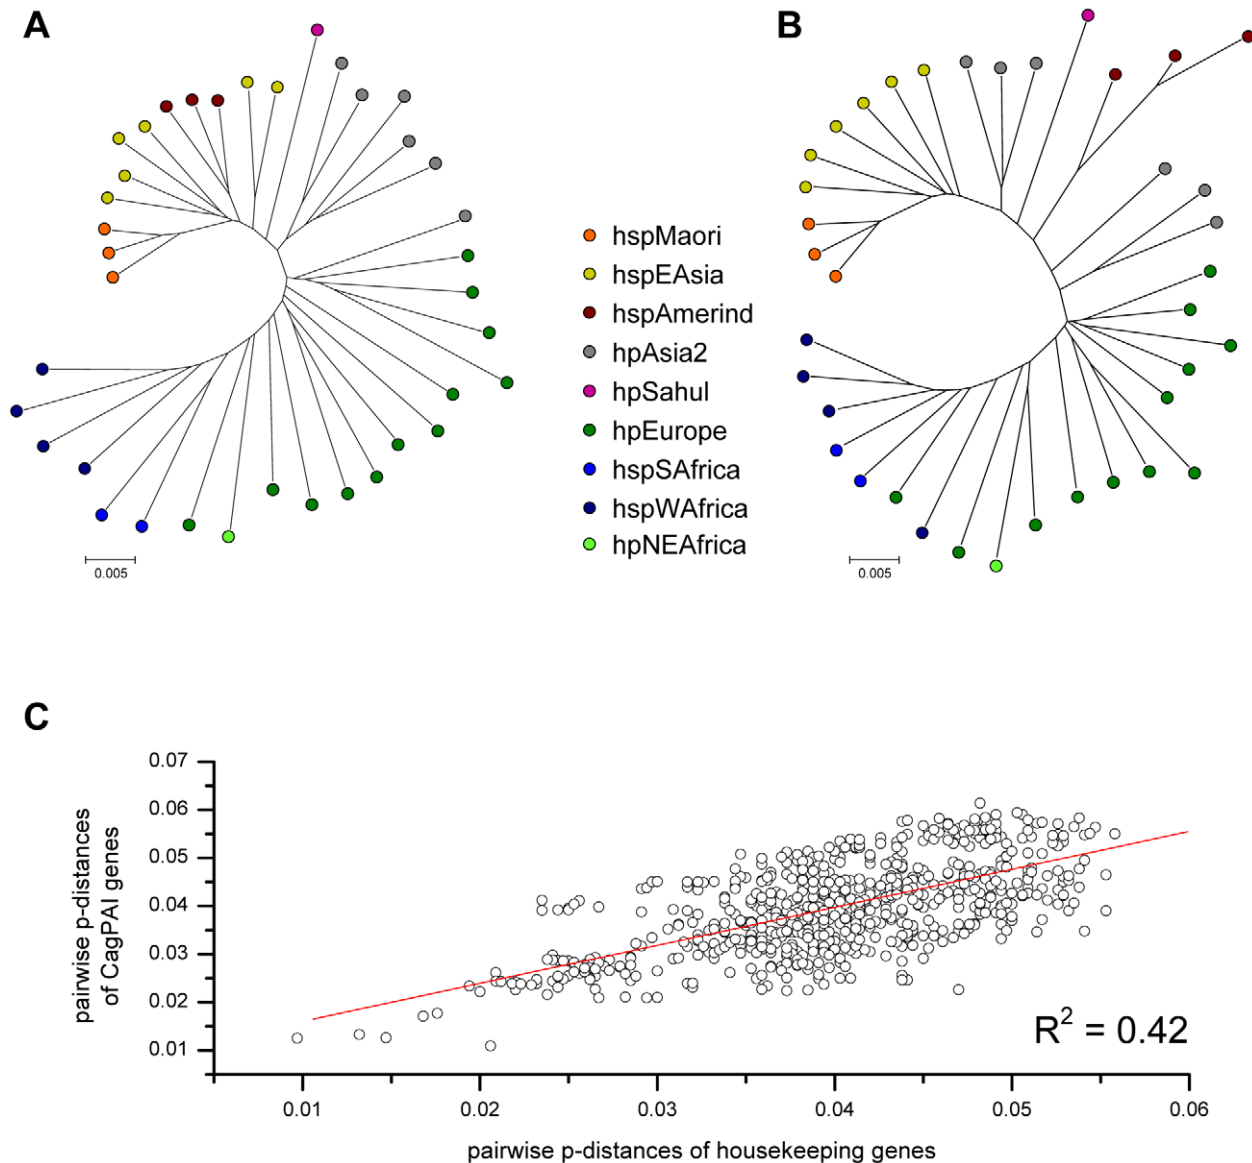 A
B
hspMaori
hspEAsia
hspAmerind
hpAsia2
hpSahul
hpEurope
hspSAfrica
hspWAfrica
hpNEAfrica
0.005
0.005
C
0.07
0.06
0.05
0.04
0.03
0.02
0.01
pairwise p-distances
of CagPAI genes
R² = 0.42
0.01 0.02 0.03 0.04 0.05 0.06
pairwise p-distances of housekeeping genes